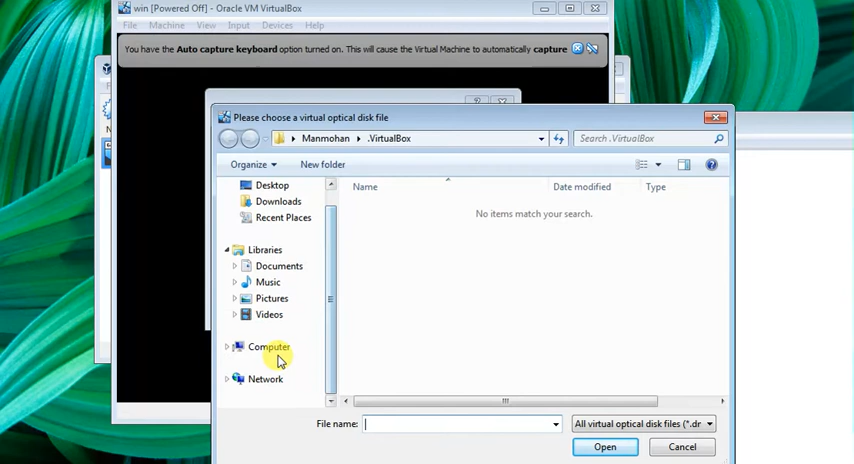 win [Powered Off] - Oracle VM VirtualBox
File Machine View Input Devices Help
You have the Auto capture keyboard option turned on. This will cause the Virtual Machine to automatically capture
Please choose a virtual optical disk file
Manmohan .VirtualBox
Search .VirtualBox
Organize New folder
Name Date modified Type
No items match your search.
Desktop
Downloads
Recent Places
Libraries
Documents
Music
Pictures
Videos
Computer
Network
File name: All virtual optical disk files (*.dr
Open Cancel